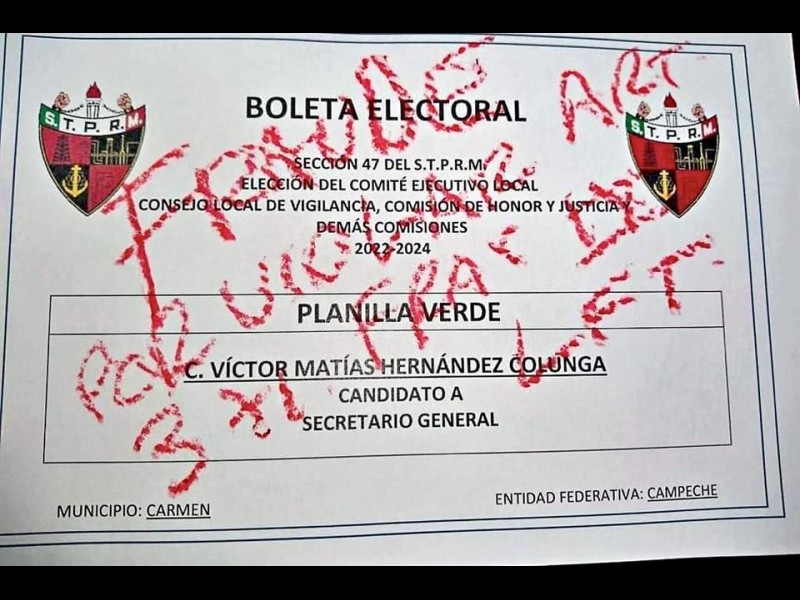 S.T.P.R.M.
S.T.P.R.M.
BOLETA ELECTORAL
SECCIÓN 47 DEL S.T.P.R.M.
ELECCIÓN DEL COMITÉ EJECUTIVO LOCAL
CONSEJO LOCAL DE VIGILANCIA, COMISIÓN DE HONOR Y JUSTICIA Y
DEMÁS COMISIONES
2022-2024
PLANILLA VERDE
C. VÍCTOR MATÍAS HERNÁNDEZ COLUNGA
CANDIDATO A
SECRETARIO GENERAL
MUNICIPIO: CARMEN
ENTIDAD FEDERATIVA: CAMPECHE
FRAUDE
POR VIOLAR ART.
371 FRAC
LFT.